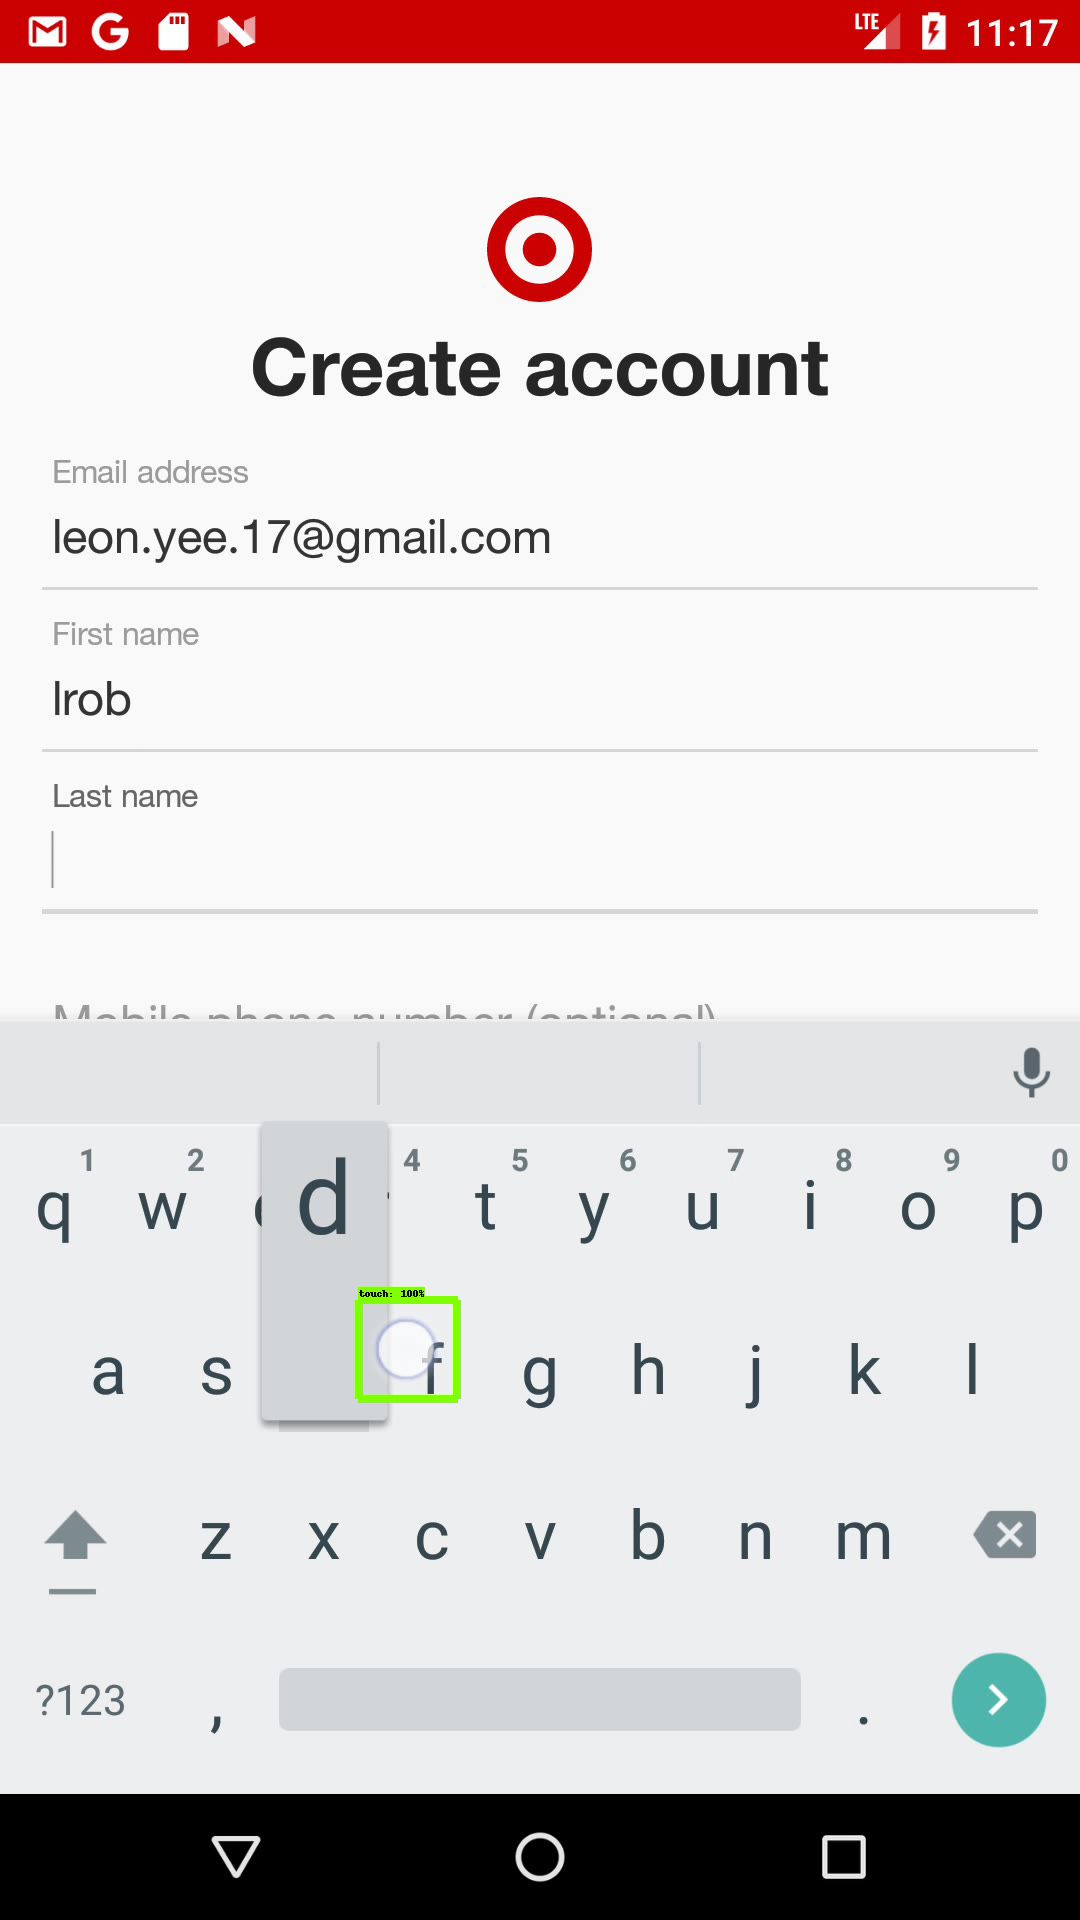 LTE 11:17
Create account
Email address
leon.yee.17@gmail.com
First name
lrob
Last name
Mobile phone number (optional)
1 2 4 5 6 7 8 9 0
q w e d t y u i o p
touch: 100%
a s f g h j k l
z x c v b n m
?123 , .